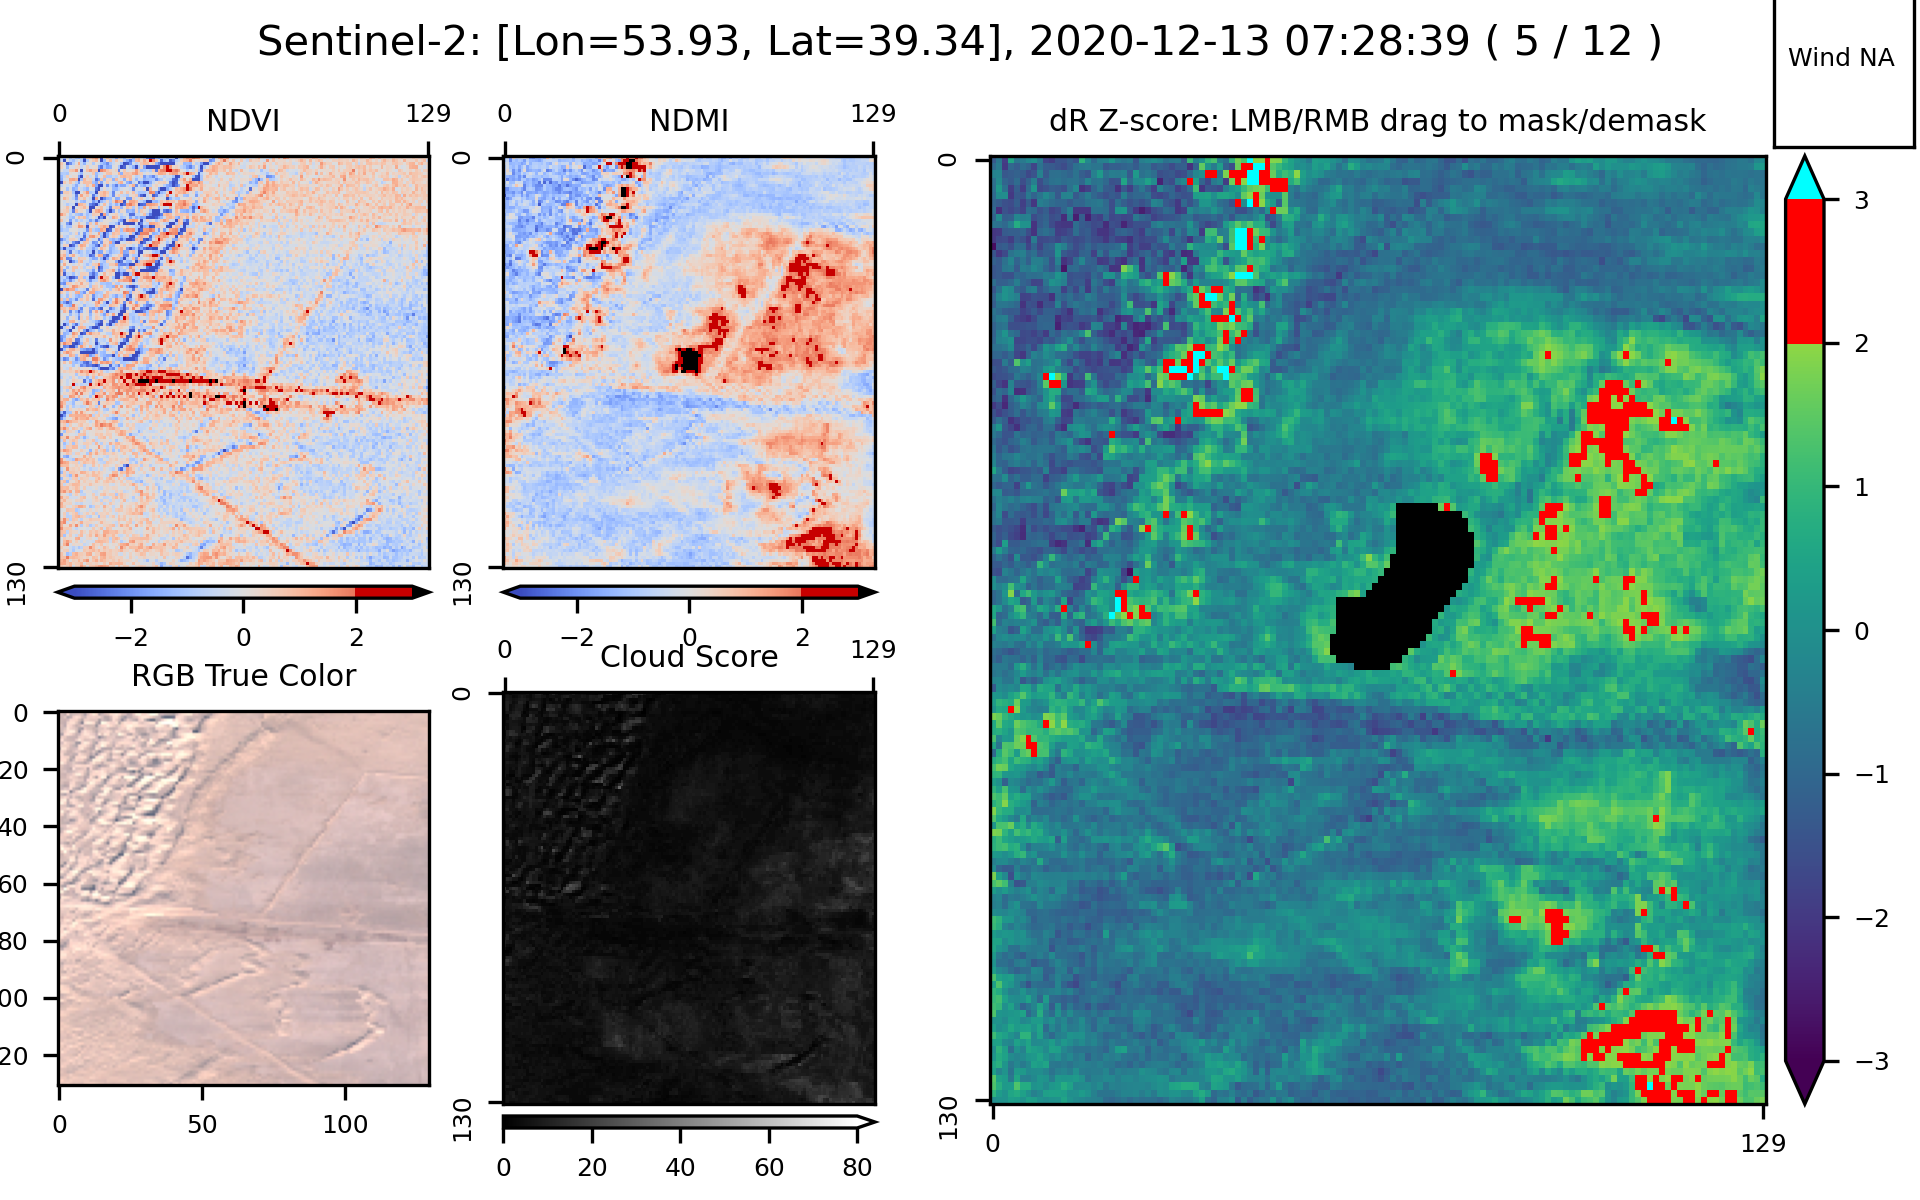 Sentinel-2: [Lon=53.93, Lat=39.34], 2020-12-13 07:28:39 ( 5 / 12 )
Wind NA
0 NDVI 129
0
130
−2 0 2
0 NDMI 129
0
130
−2 0 2
dR Z-score: LMB/RMB drag to mask/demask
0
130
0 129
3
2
1
0
−1
−2
−3
RGB True Color
0
20
40
60
80
00
20
0 50 100
0 Cloud Score 129
0
130
0 20 40 60 80